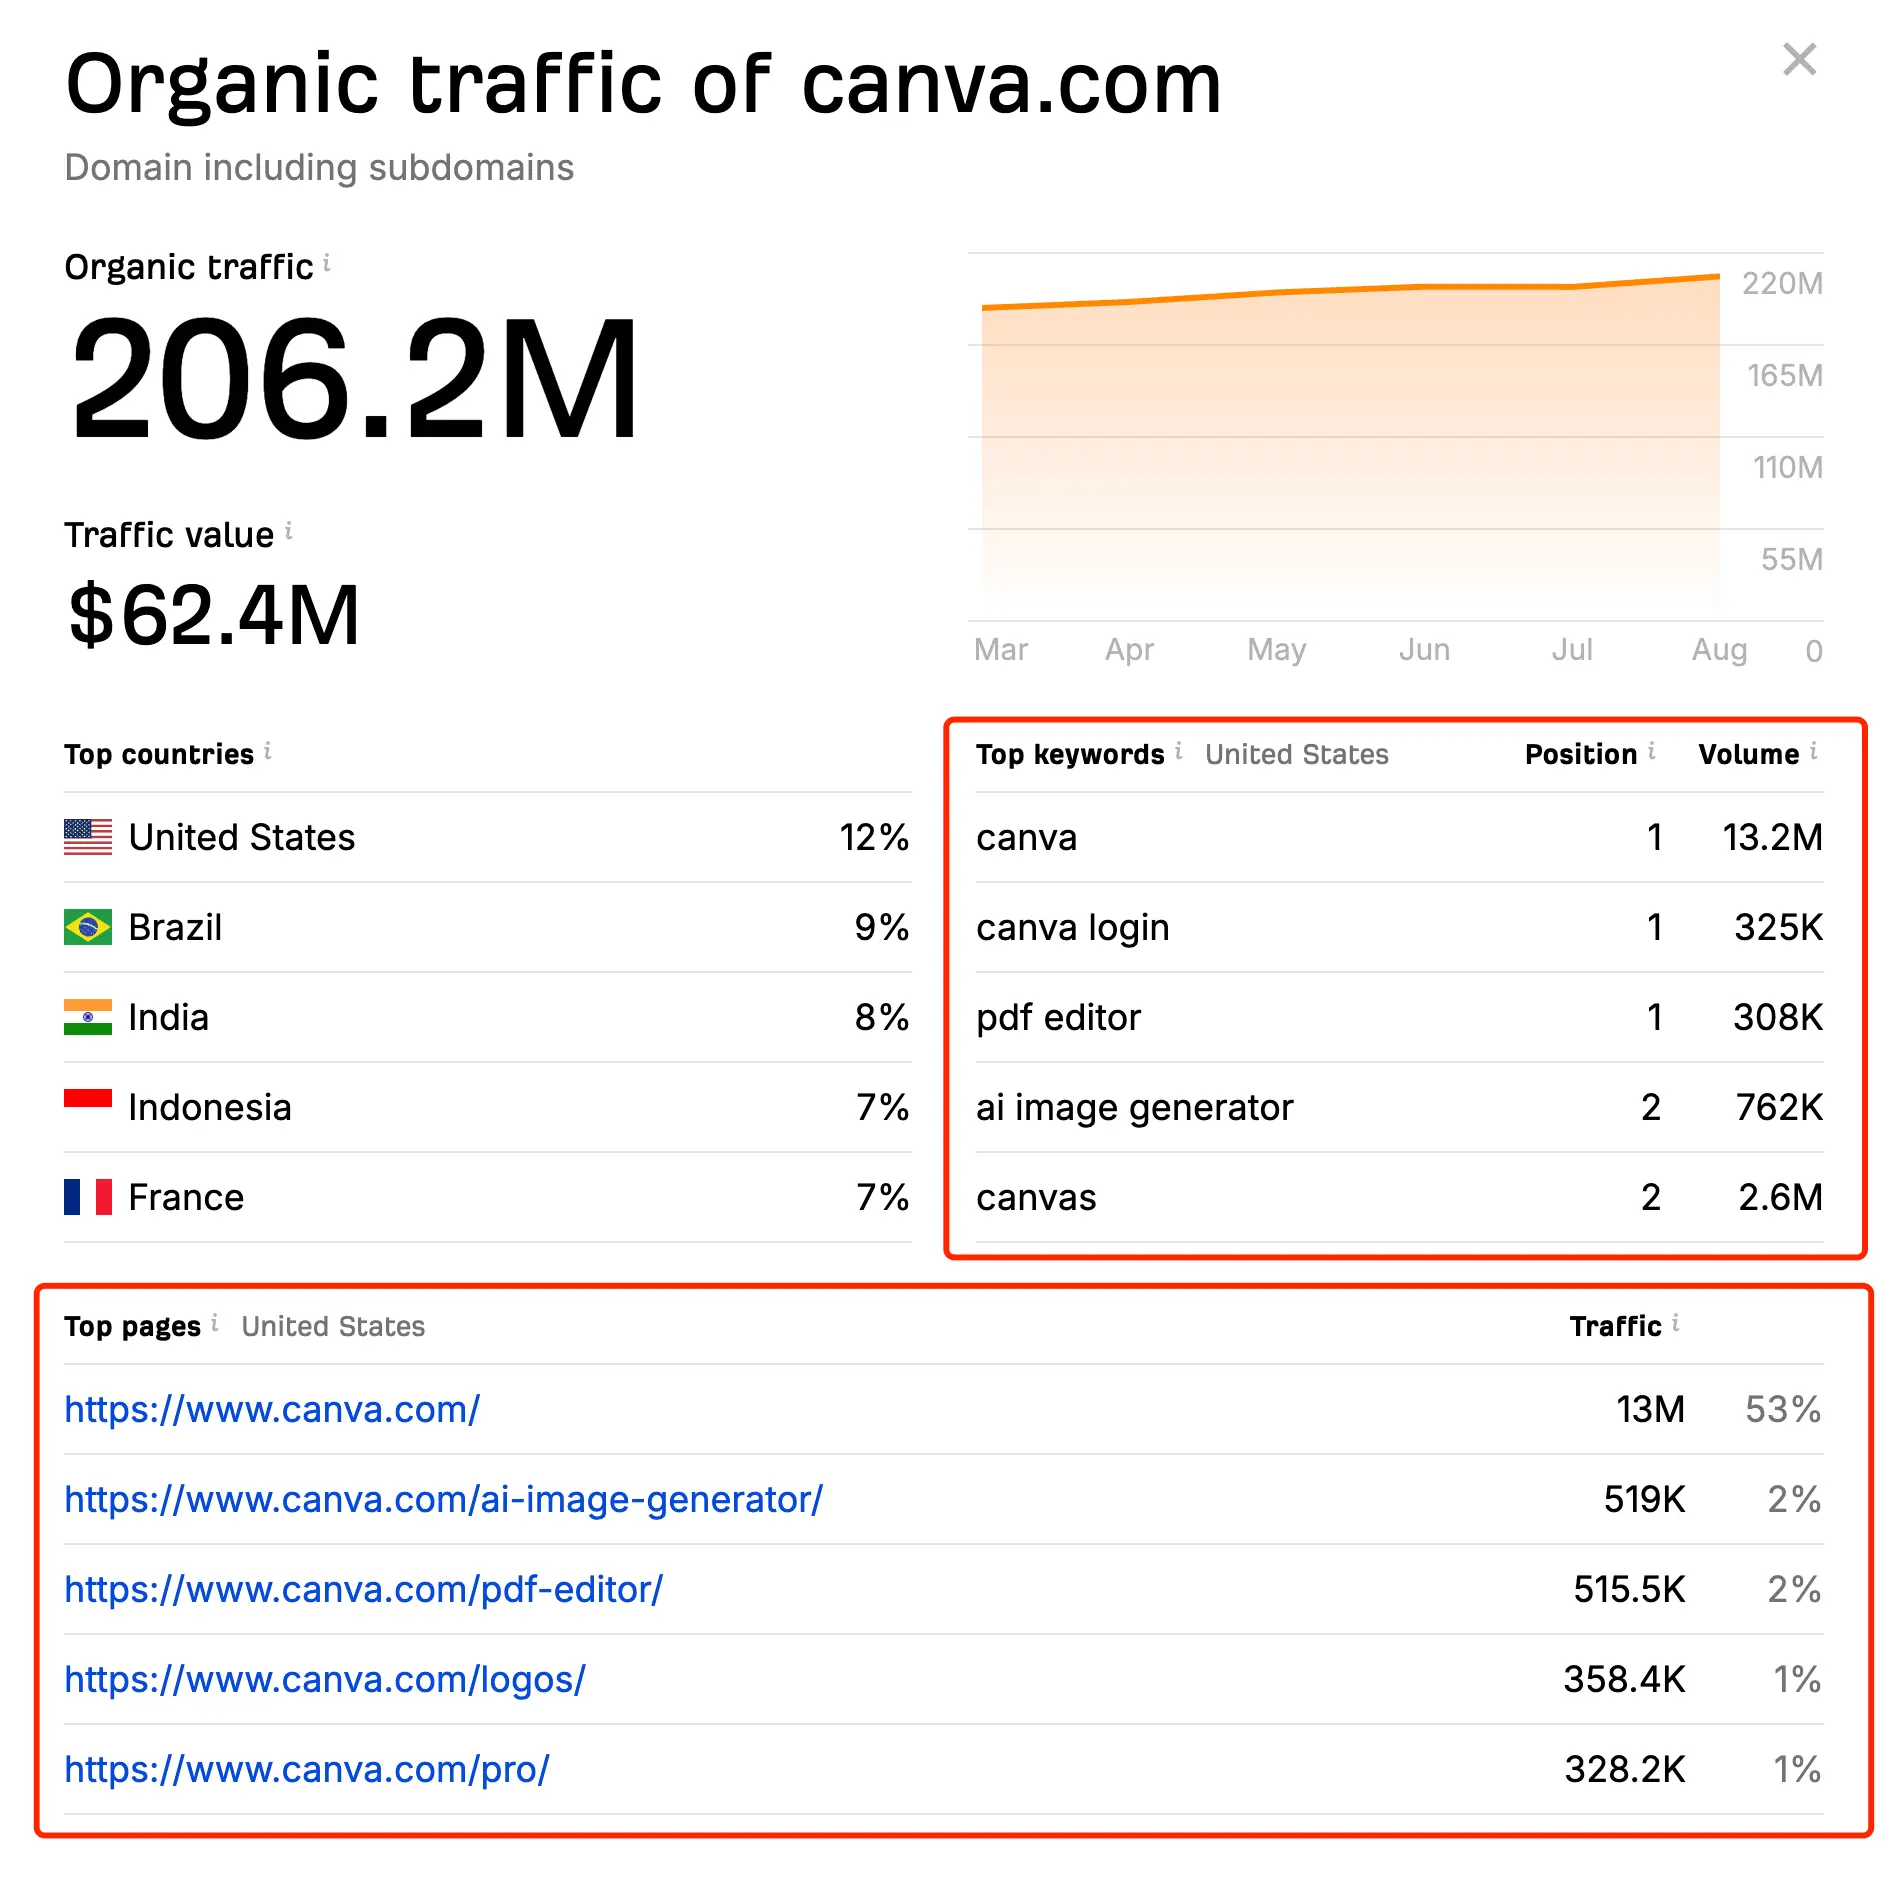 Organic traffic of canva.com
Domain including subdomains
Organic traffic i
206.2M
Traffic value i
$62.4M
220M
165M
110M
55M
Mar Apr May Jun Jul Aug 0
Top countries i
United States 12%
Brazil 9%
India 8%
Indonesia 7%
France 7%
Top keywords i United States Position i Volume i
canva 1 13.2M
canva login 1 325K
pdf editor 1 308K
ai image generator 2 762K
canvas 2 2.6M
Top pages i United States Traffic i
https://www.canva.com/ 13M 53%
https://www.canva.com/ai-image-generator/ 519K 2%
https://www.canva.com/pdf-editor/ 515.5K 2%
https://www.canva.com/logos/ 358.4K 1%
https://www.canva.com/pro/ 328.2K 1%